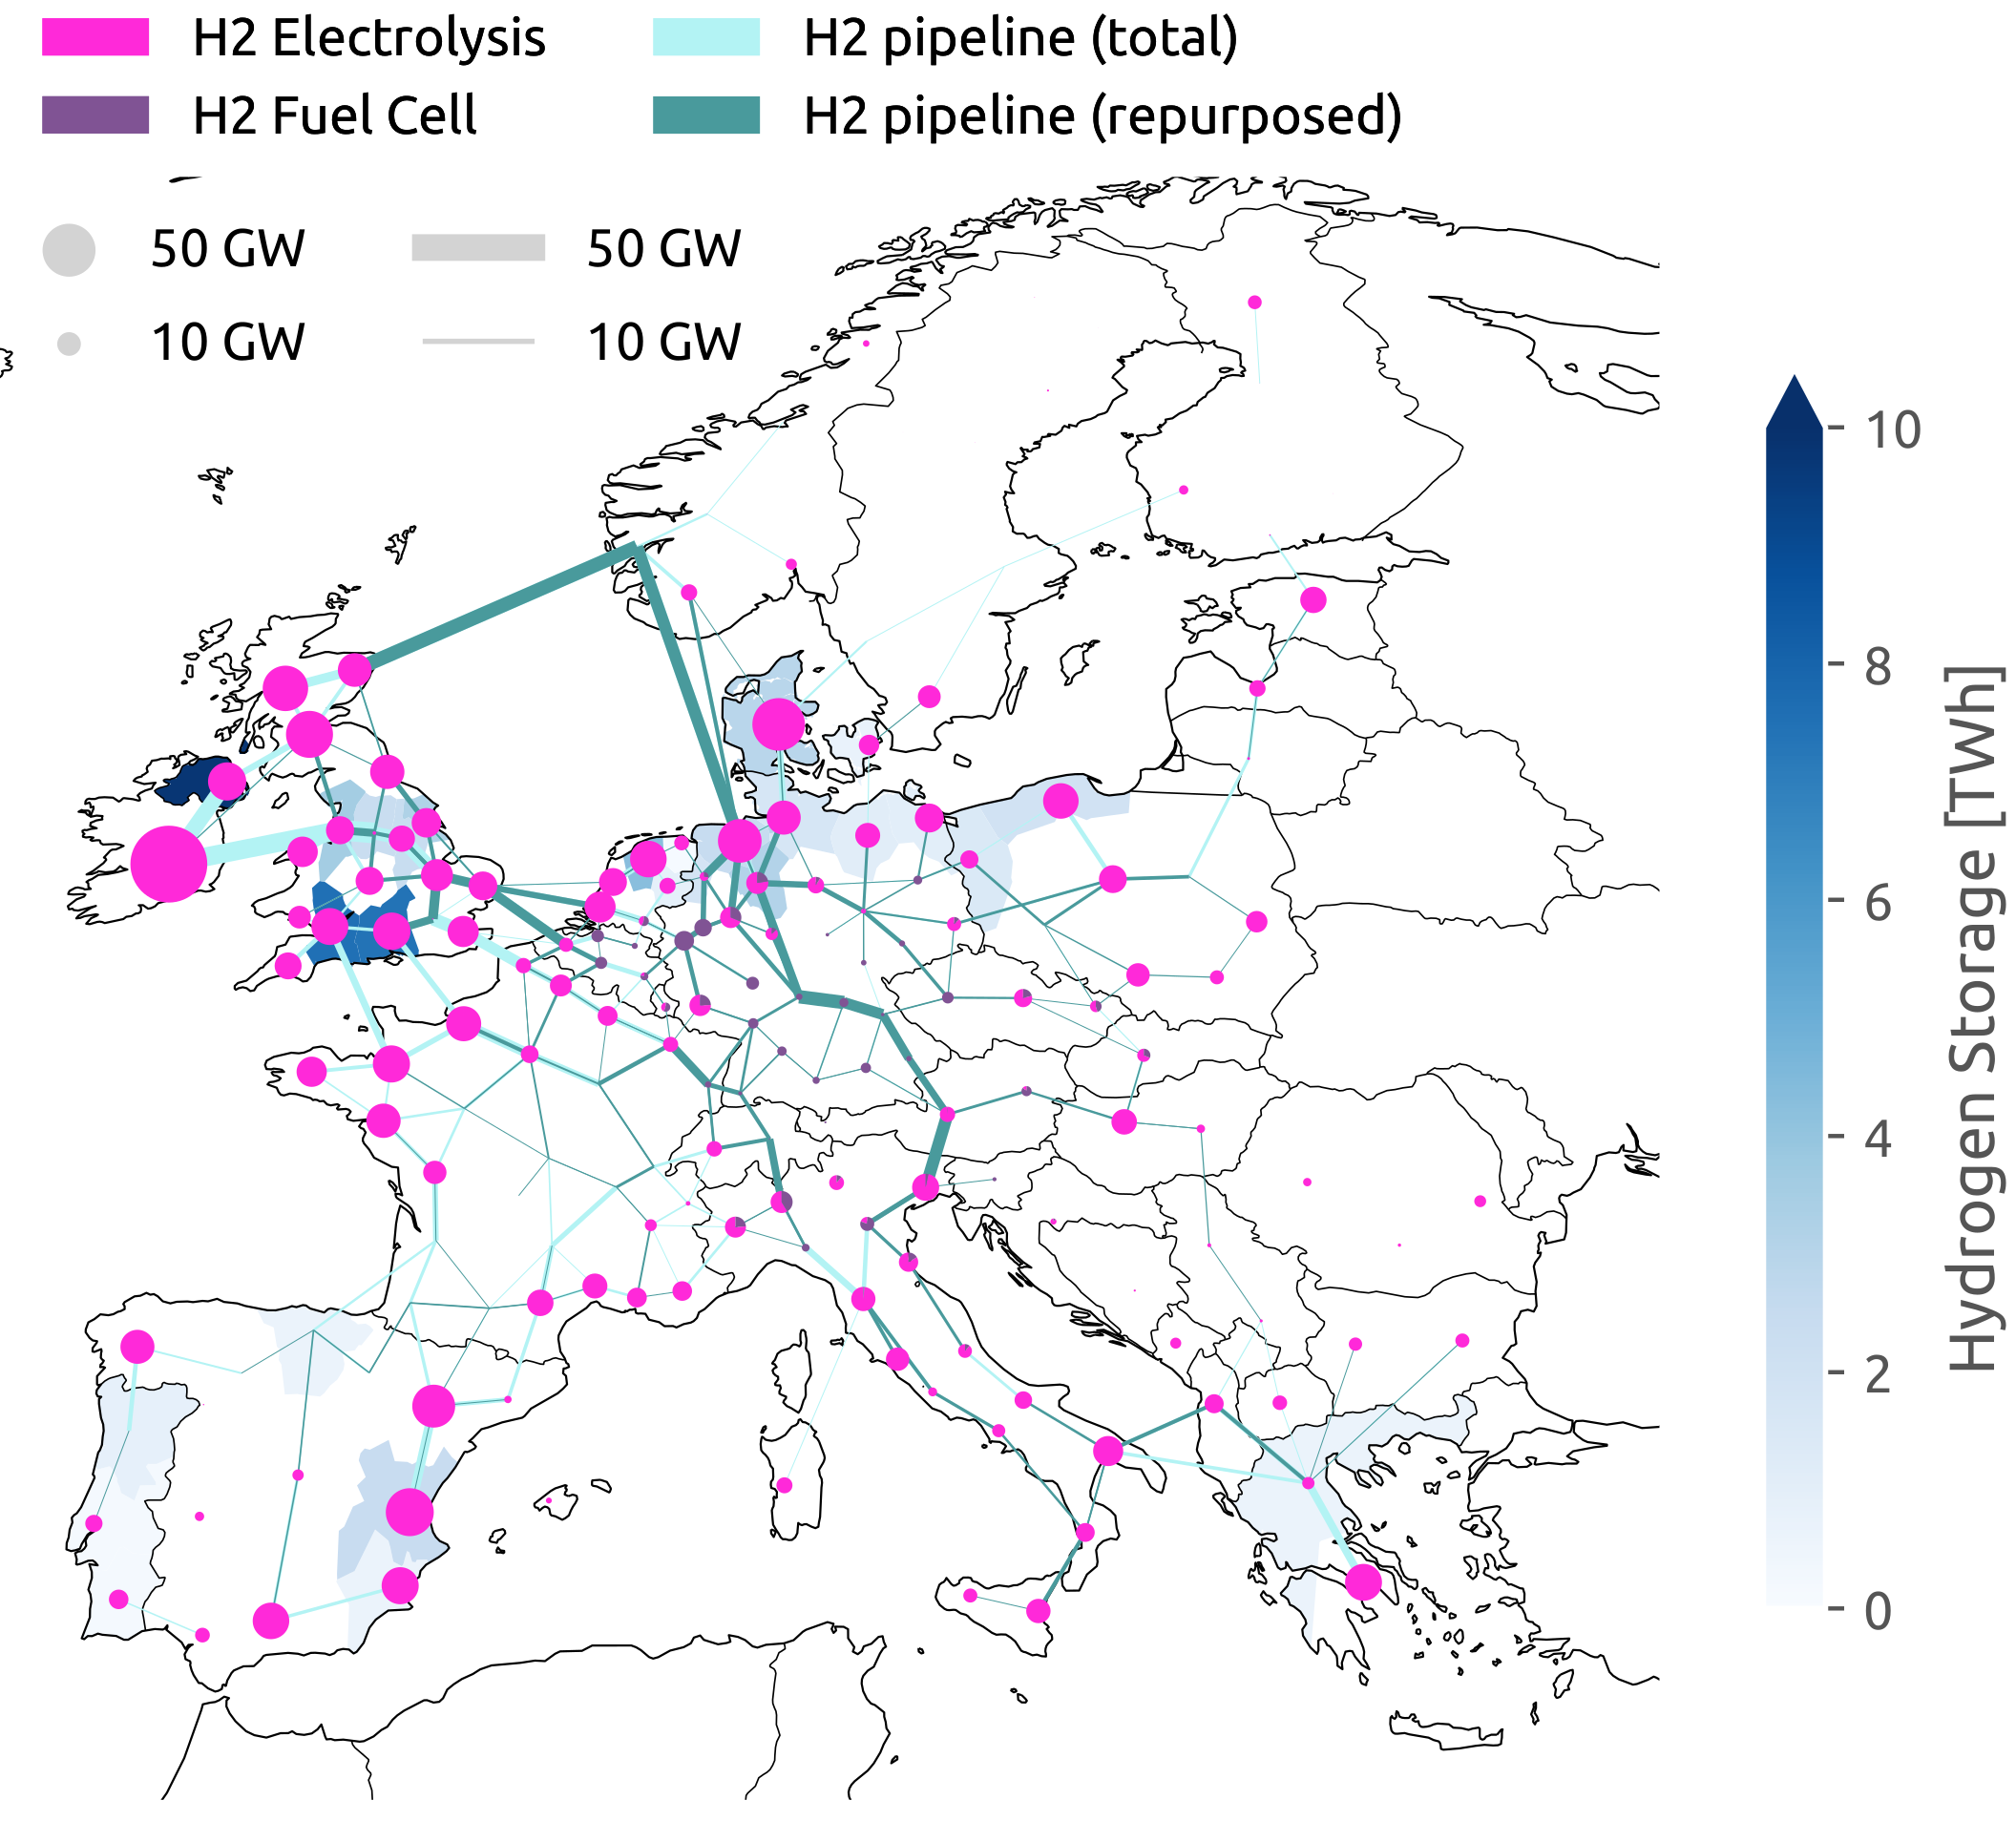 H2 Electrolysis
H2 Fuel Cell
H2 pipeline (total)
H2 pipeline (repurposed)
50 GW
10 GW
50 GW
10 GW
10
8
6
4
2
0
Hydrogen Storage [TWh]